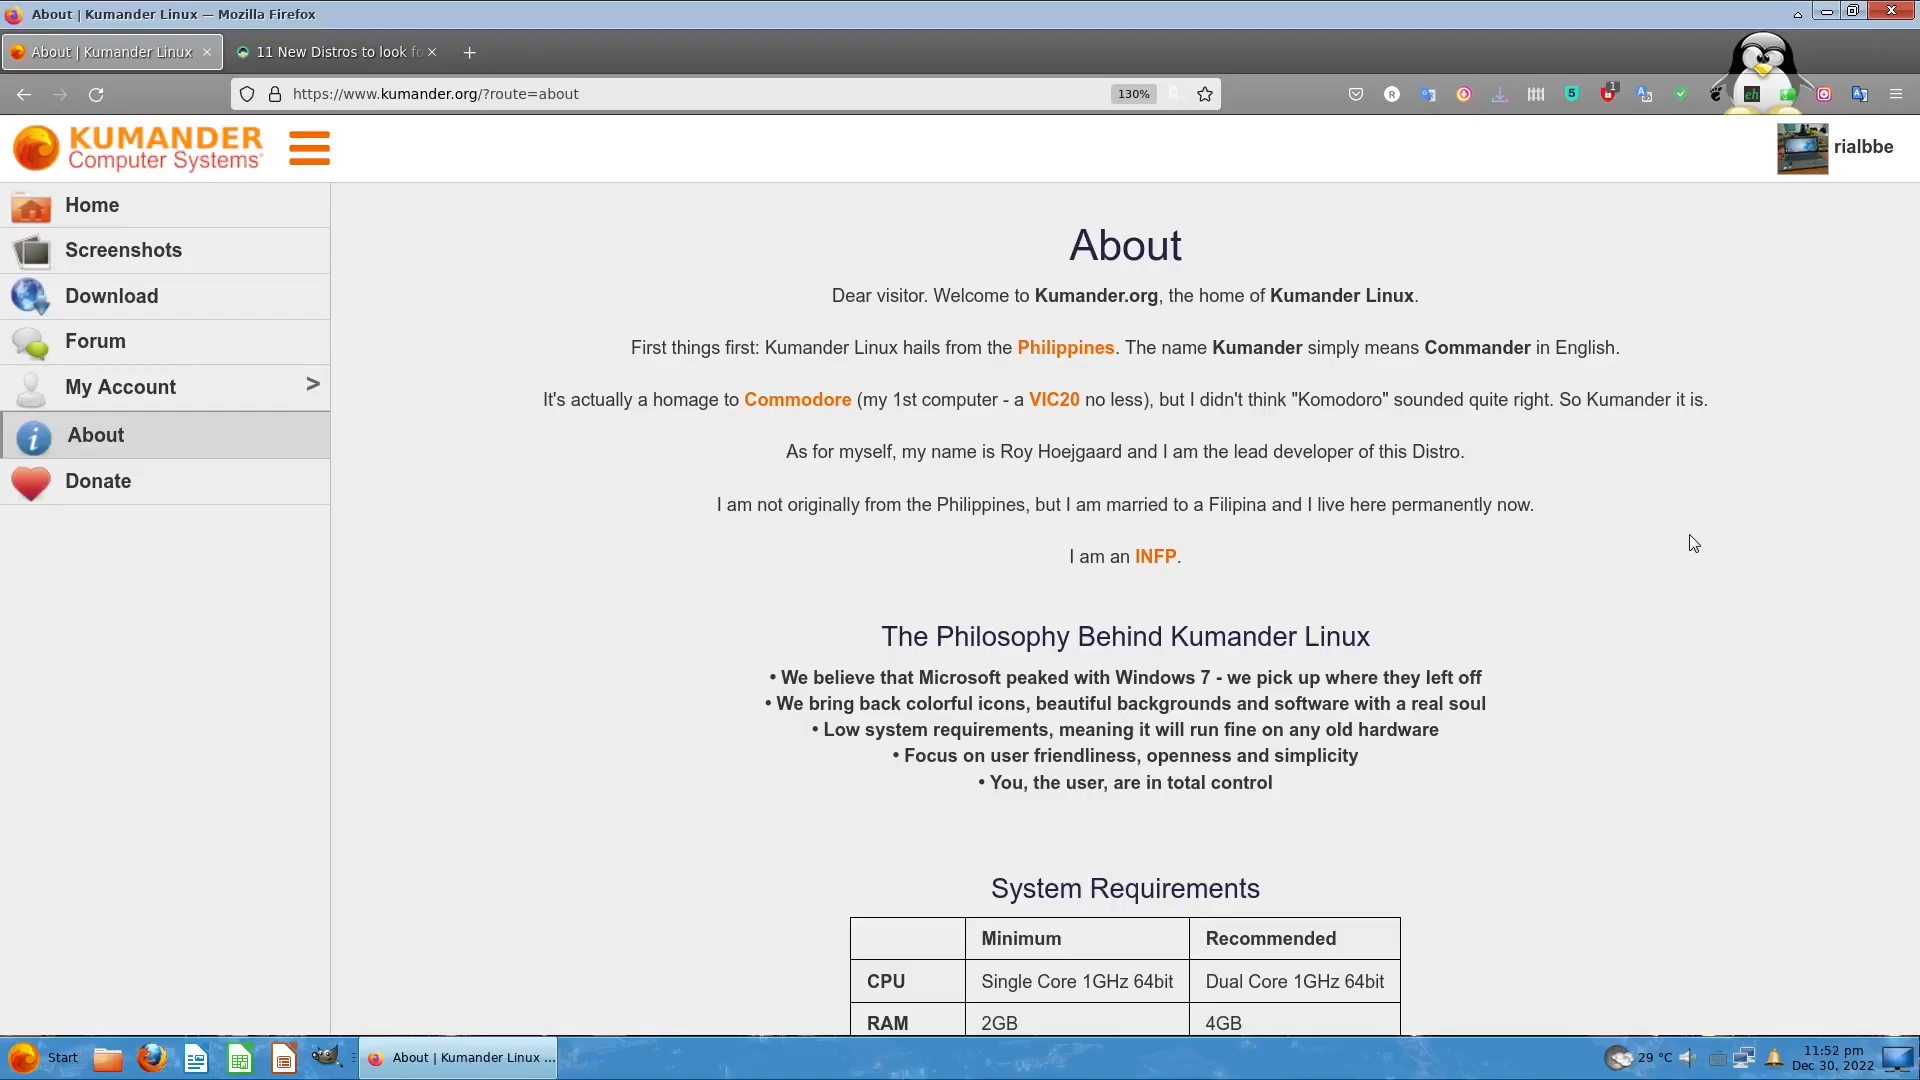 About | Kumander Linux — Mozilla Firefox
About | Kumander Linux
11 New Distros to look fo
https://www.kumander.org/?route=about
130%
KUMANDER
Computer Systems
rialbbe
Home
Screenshots
Download
Forum
My Account >
About
Donate
About
Dear visitor. Welcome to Kumander.org, the home of Kumander Linux.
First things first: Kumander Linux hails from the Philippines. The name Kumander simply means Commander in English.
It's actually a homage to Commodore (my 1st computer - a VIC20 no less), but I didn't think "Komodoro" sounded quite right. So Kumander it is.
As for myself, my name is Roy Hoejgaard and I am the lead developer of this Distro.
I am not originally from the Philippines, but I am married to a Filipina and I live here permanently now.
I am an INFP.
The Philosophy Behind Kumander Linux
• We believe that Microsoft peaked with Windows 7 - we pick up where they left off
• We bring back colorful icons, beautiful backgrounds and software with a real soul
• Low system requirements, meaning it will run fine on any old hardware
• Focus on user friendliness, openness and simplicity
• You, the user, are in total control
System Requirements
Minimum Recommended
CPU Single Core 1GHz 64bit Dual Core 1GHz 64bit
RAM 2GB 4GB
Start
About | Kumander Linux ...
29 °C
11:52 pm
Dec 30, 2022